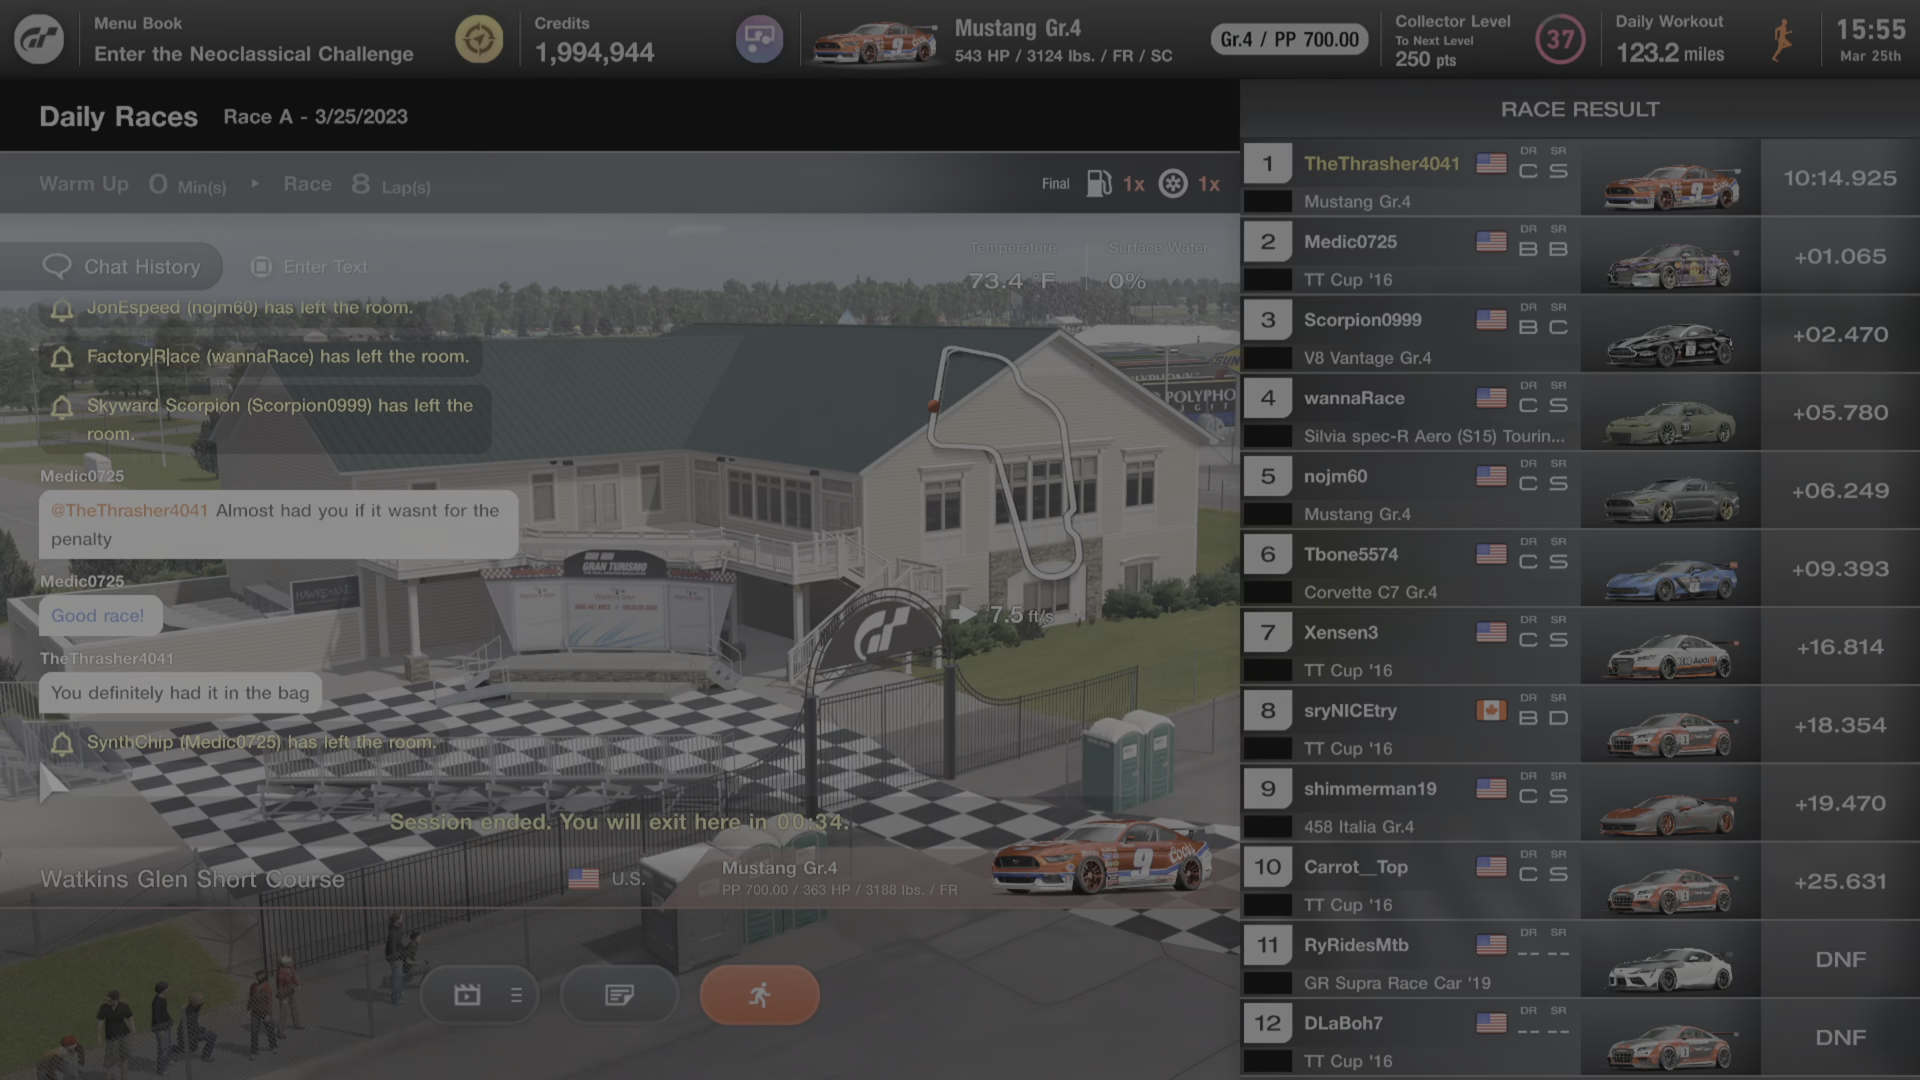 Menu Book
Enter the Neoclassical Challenge
Credits
1,994,944
Mustang Gr.4
543 HP / 3124 lbs. / FR / SC
Gr.4 / PP 700.00
Collector Level
To Next Level
250 pts
37
Daily Workout
123.2 miles
15:55
Mar 25th
Daily Races Race A - 3/25/2023
Warm Up 0 Min(s) Race 8 Lap(s)
Final 1x 1x
Chat History Enter Text
Temperature
73.4 °F
Surface Water
0%
JonEspeed (nojm60) has left the room.
Factory|R|ace (wannaRace) has left the room.
Skyward Scorpion (Scorpion0999) has left the
room.
Medic0725
@TheThrasher4041 Almost had you if it wasnt for the
penalty
Medic0725
Good race!
TheThrasher4041
You definitely had it in the bag
SynthChip (Medic0725) has left the room.
7.5 ft/s
GRAN TURISMO
POLYPHO
Session ended. You will exit here in 00:34.
Watkins Glen Short Course
U.S.
Mustang Gr.4
PP 700.00 / 363 HP / 3188 lbs. / FR
RACE RESULT
1 TheThrasher4041 DR C SR S 10:14.925
Mustang Gr.4
2 Medic0725 DR B SR B +01.065
TT Cup '16
3 Scorpion0999 DR B SR C +02.470
V8 Vantage Gr.4
4 wannaRace DR C SR S +05.780
Silvia spec-R Aero (S15) Tourin...
5 nojm60 DR C SR S +06.249
Mustang Gr.4
6 Tbone5574 DR C SR S +09.393
Corvette C7 Gr.4
7 Xensen3 DR C SR S +16.814
TT Cup '16
8 sryNICEtry DR B SR D +18.354
TT Cup '16
9 shimmerman19 DR C SR S +19.470
458 Italia Gr.4
10 Carrot__Top DR C SR S +25.631
TT Cup '16
11 RyRidesMtb DR -- SR -- DNF
GR Supra Race Car '19
12 DLaBoh7 DR -- SR -- DNF
TT Cup '16